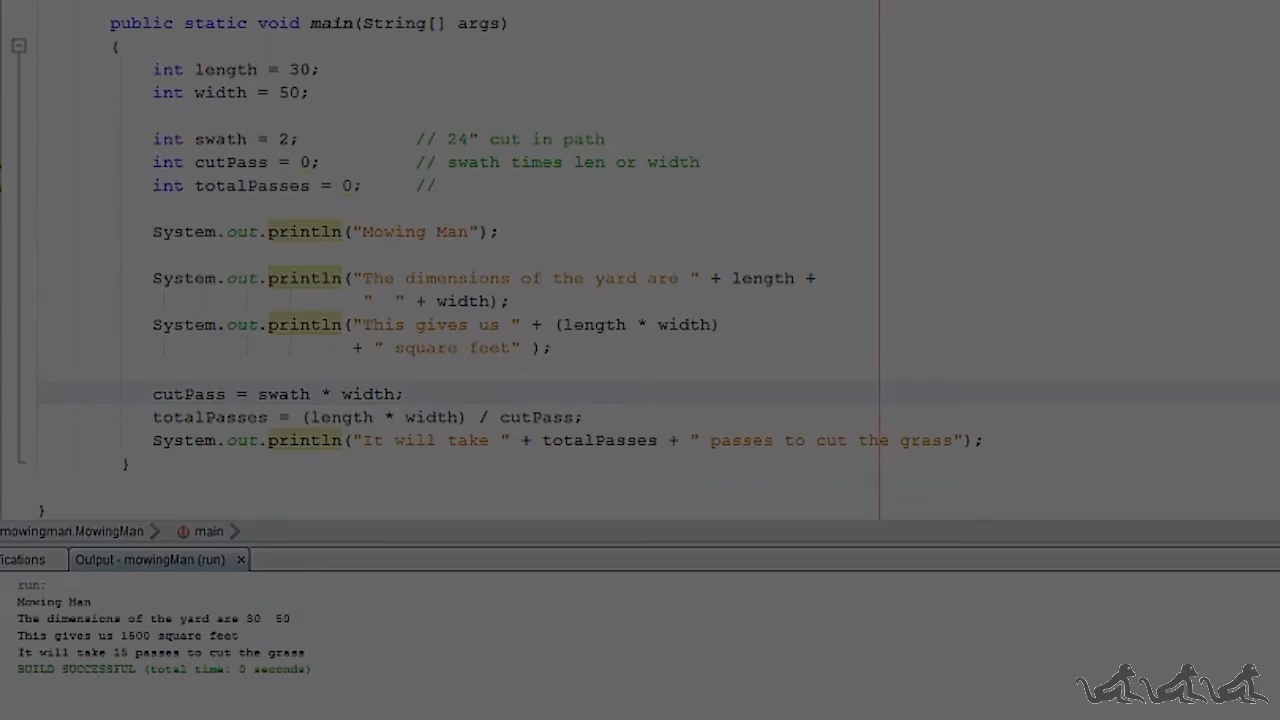 public static void main(String[] args)
{
int length = 30;
int width = 50;
int swath = 2; // 24" cut in path
int cutPass = 0; // swath times len or width
int totalPasses = 0; //
System.out.println("Mowing Man");
System.out.println("The dimensions of the yard are " + length +
"  " + width);
System.out.println("This gives us " + (length * width)
+ " square feet" );
cutPass = swath * width;
totalPasses = (length * width) / cutPass;
System.out.println("It will take " + totalPasses + " passes to cut the grass");
}
}
mowingman.MowingMan main
ications Output - mowingMan (run) ×
run:
Mowing Man
The dimensions of the yard are 30  50
This gives us 1500 square feet
It will take 15 passes to cut the grass
BUILD SUCCESSFUL (total time: 0 seconds)